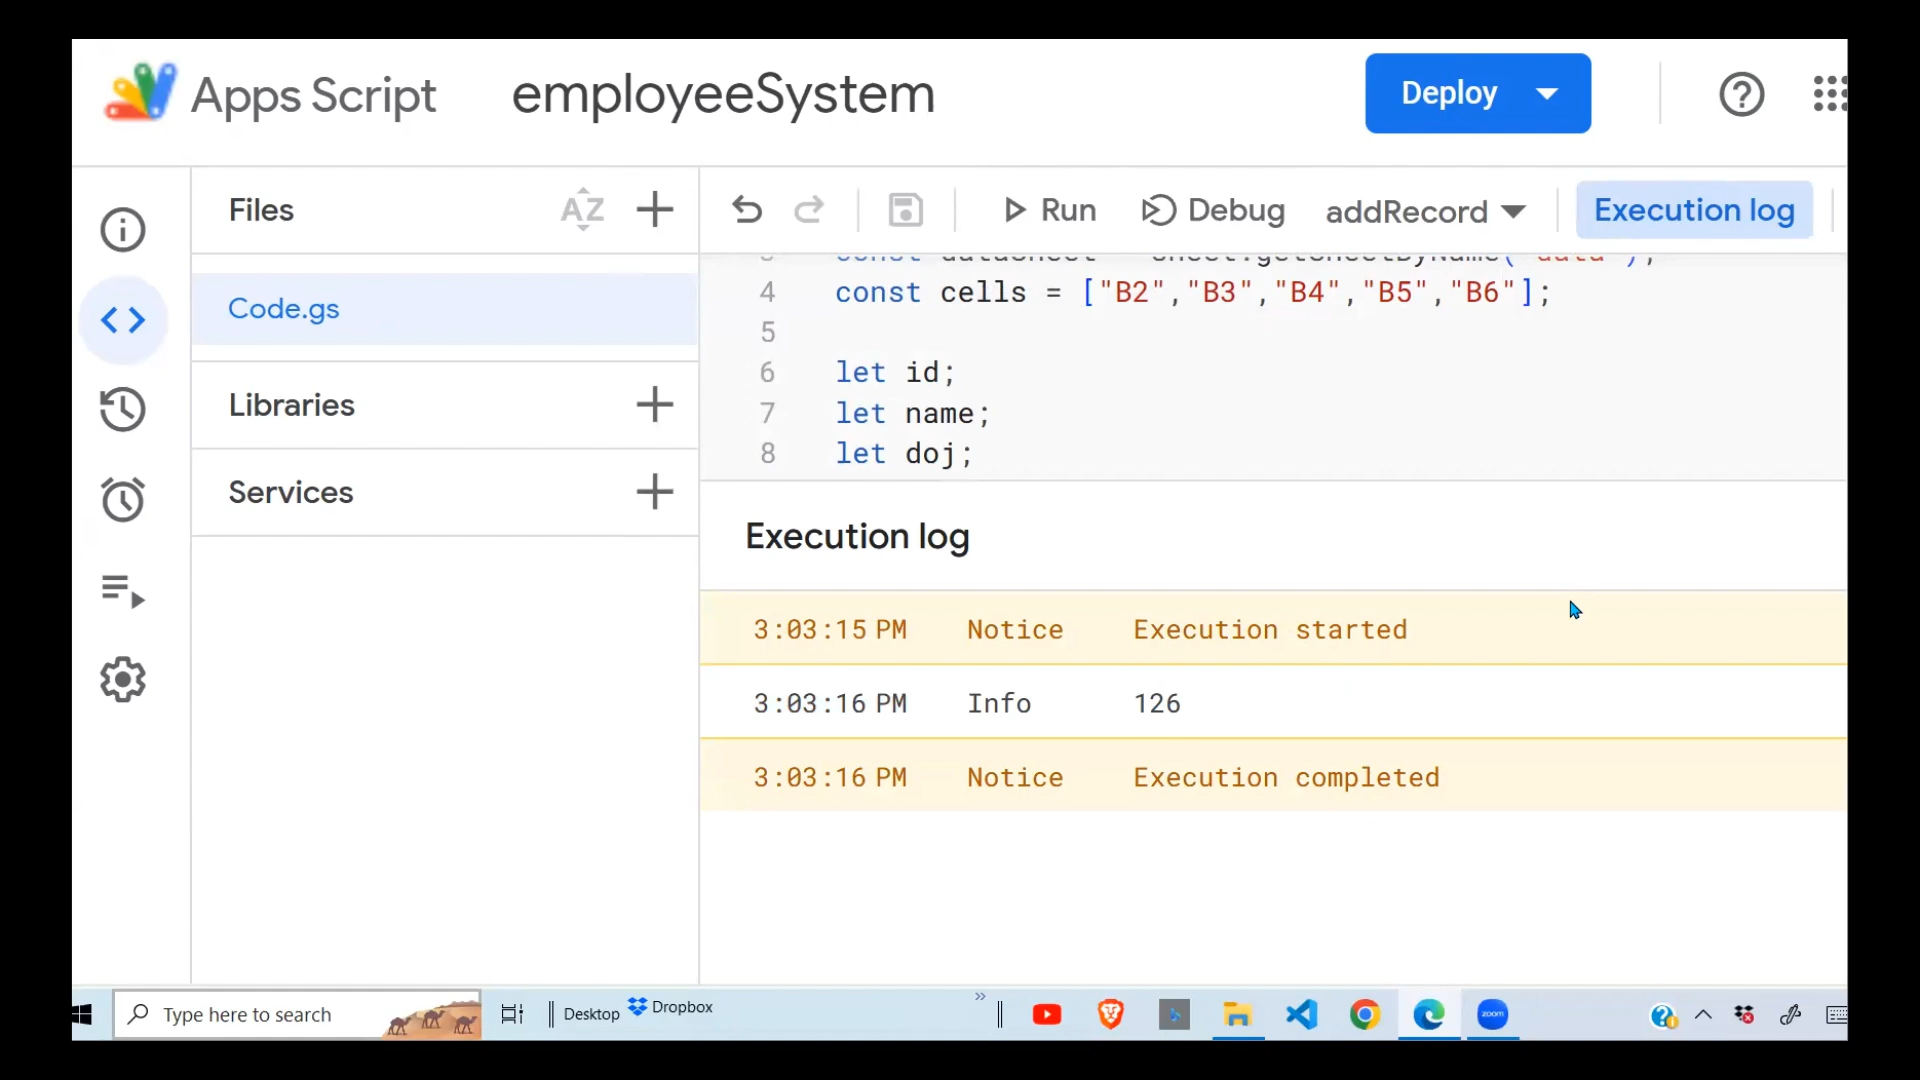 Apps Script
employeeSystem
Deploy
Files
AZ
Run
Debug
addRecord
Execution log
Code.gs
Libraries
Services
4 const cells = ["B2","B3","B4","B5","B6"];
5
6 let id;
7 let name;
8 let doj;
Execution log
3:03:15 PM Notice Execution started
3:03:16 PM Info 126
3:03:16 PM Notice Execution completed
Type here to search
Desktop
Dropbox
zoom